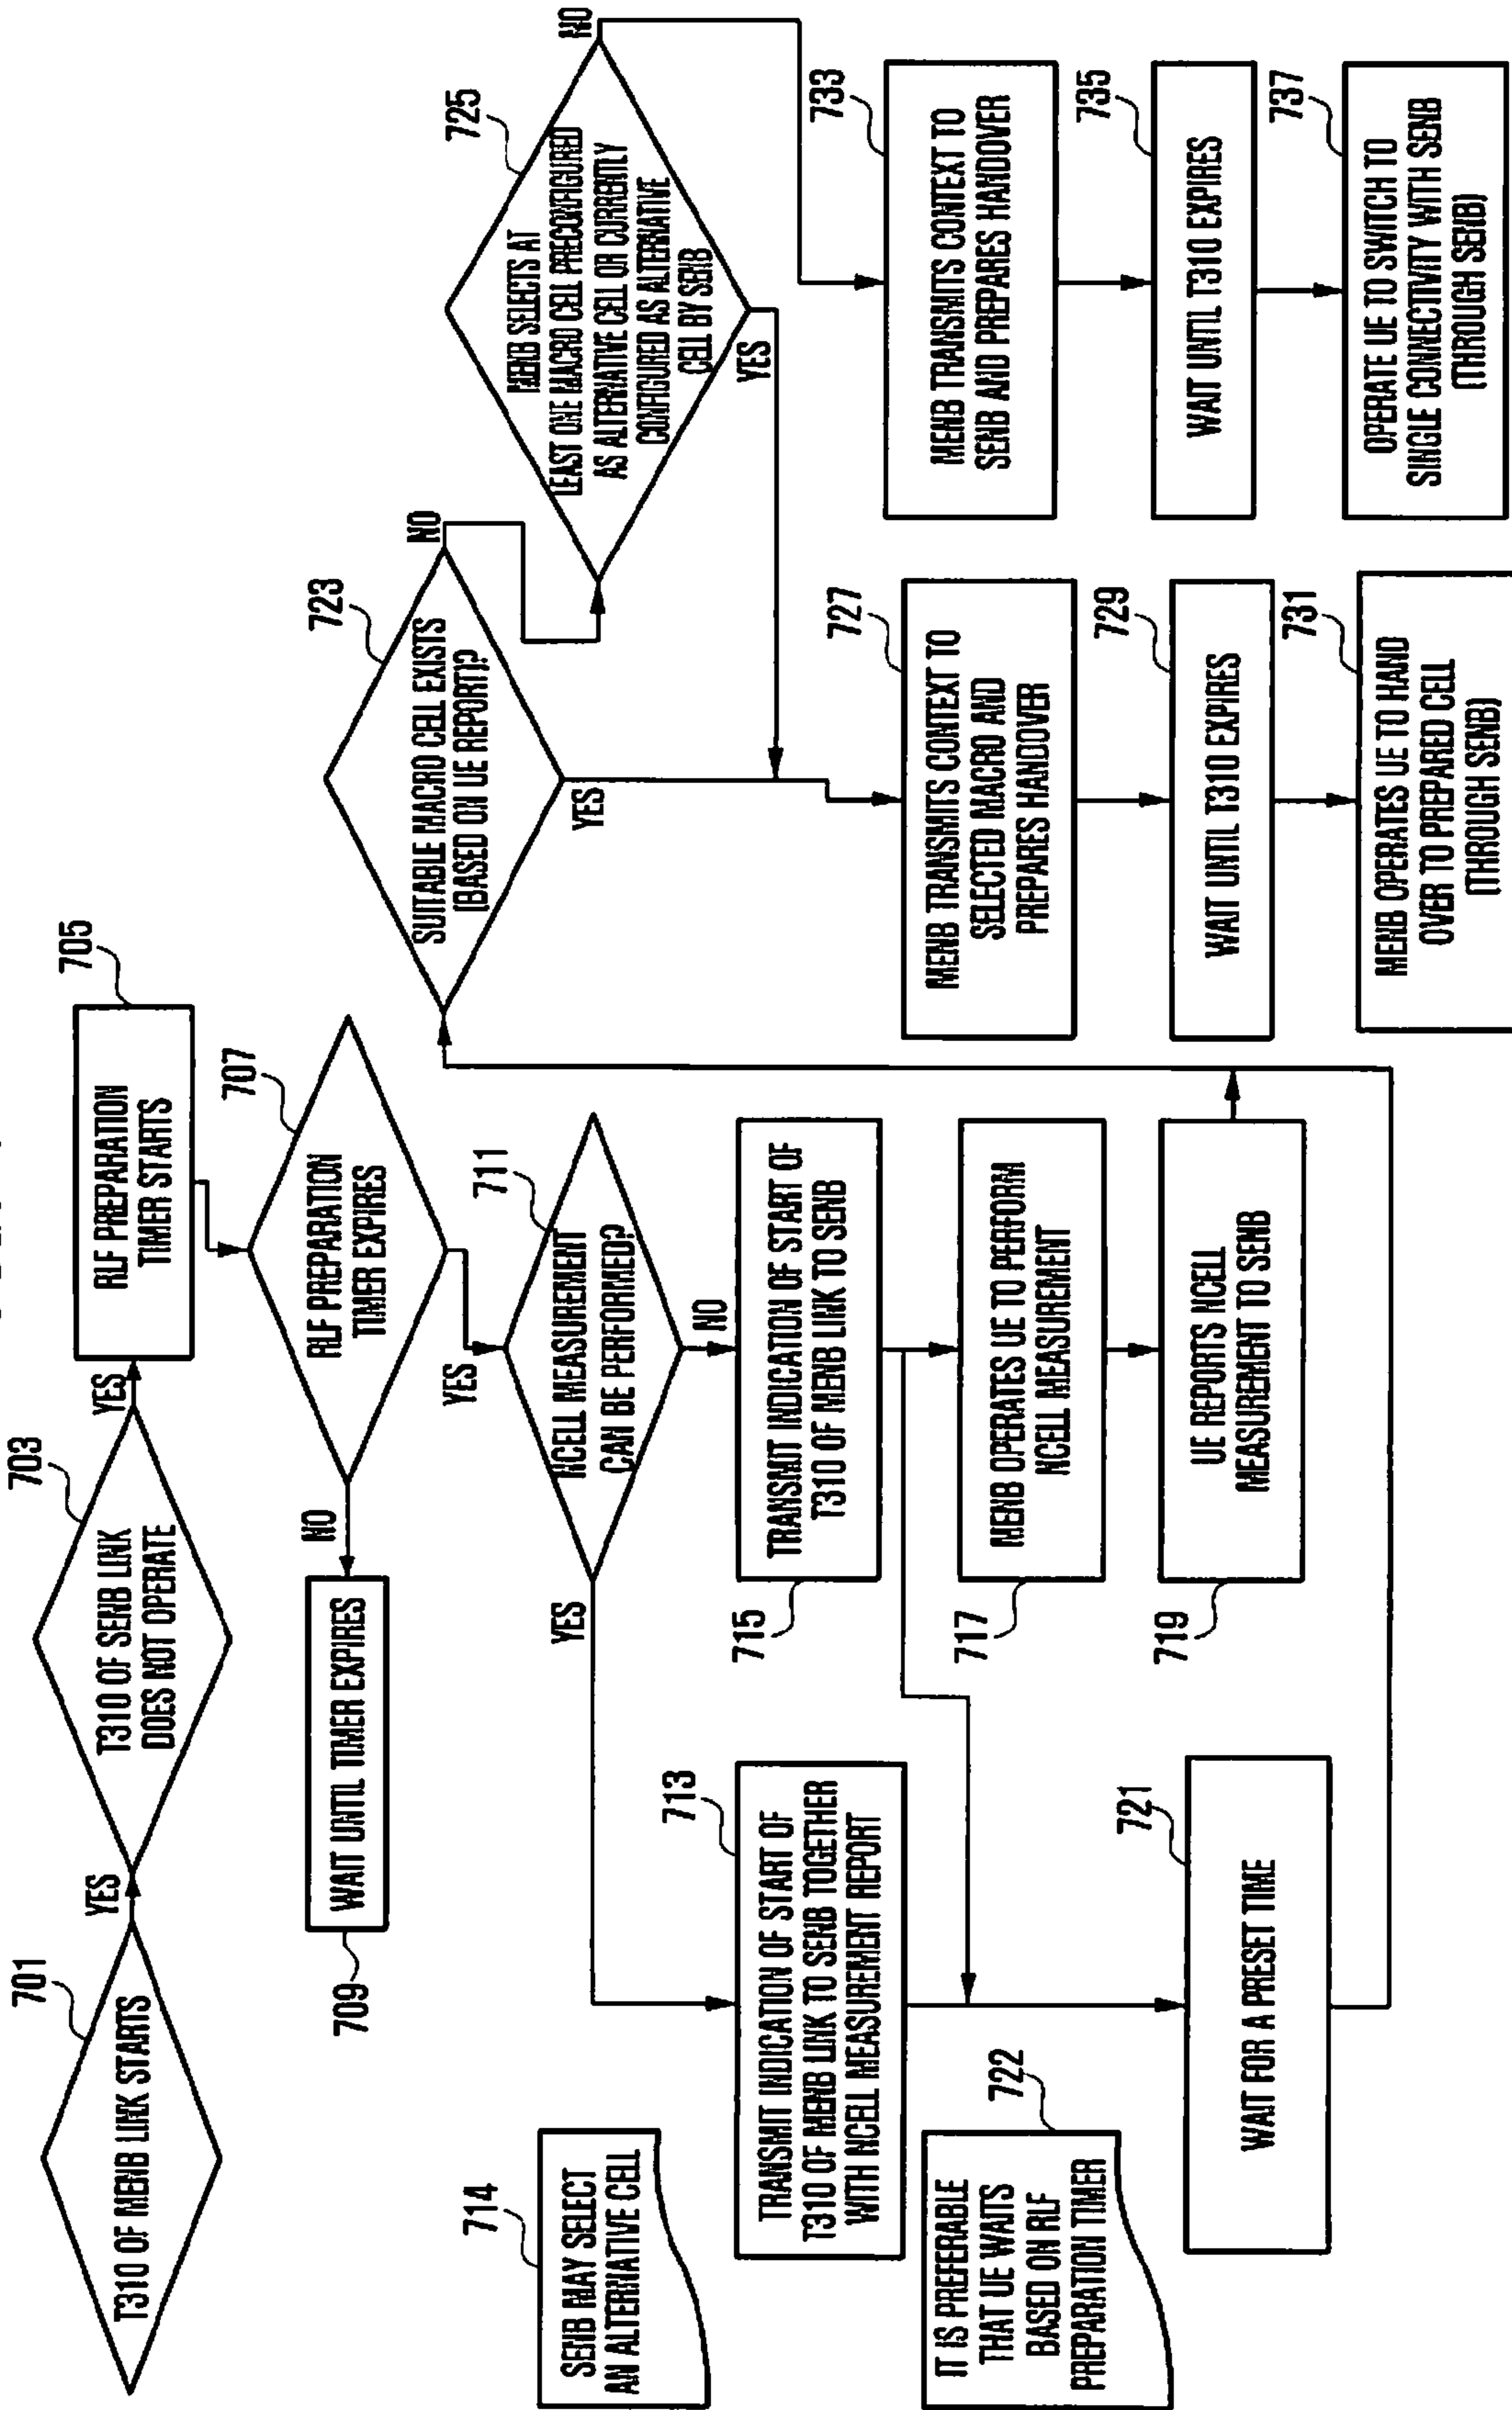 701
T310 OF MENB LINK STARTS
YES
703
T310 OF SENB LINK
DOES NOT OPERATE
YES
705
RLF PREPARATION
TIMER STARTS
707
RLF PREPARATION
TIMER EXPIRES
NO
WAIT UNTIL TIMER EXPIRES
709
YES
711
NCELL MEASUREMENT
CAN BE PERFORMED?
YES
NO
714
SENB MAY SELECT
AN ALTERNATIVE CELL
713
TRANSMIT INDICATION OF START OF
T310 OF MENB LINK TO SENB TOGETHER
WITH NCELL MEASUREMENT REPORT
715
TRANSMIT INDICATION OF START OF
T310 OF MENB LINK TO SENB
722
IT IS PREFERABLE
THAT UE WAITS
BASED ON RLF
PREPARATION TIMER
717
MENB OPERATES UE TO PERFORM
NCELL MEASUREMENT
721
WAIT FOR A PRESET TIME
719
UE REPORTS NCELL
MEASUREMENT TO SENB
723
SUITABLE MACRO CELL EXISTS
(BASED ON UE REPORT)?
NO
YES
725
MENB SELECTS AT
LEAST ONE MACRO CELL PRECONFIGURED
AS ALTERNATIVE CELL OR CURRENTLY
CONFIGURED AS ALTERNATIVE
CELL BY SENB
NO
YES
727
MENB TRANSMITS CONTEXT TO
SELECTED MACRO AND
PREPARES HANDOVER
729
WAIT UNTIL T310 EXPIRES
731
MENB OPERATES UE TO HAND
OVER TO PREPARED CELL
(THROUGH SENB)
733
MENB TRANSMITS CONTEXT TO
SENB AND PREPARES HANDOVER
735
WAIT UNTIL T310 EXPIRES
737
OPERATE UE TO SWITCH TO
SINGLE CONNECTIVITY WITH SENB
(THROUGH SENB)